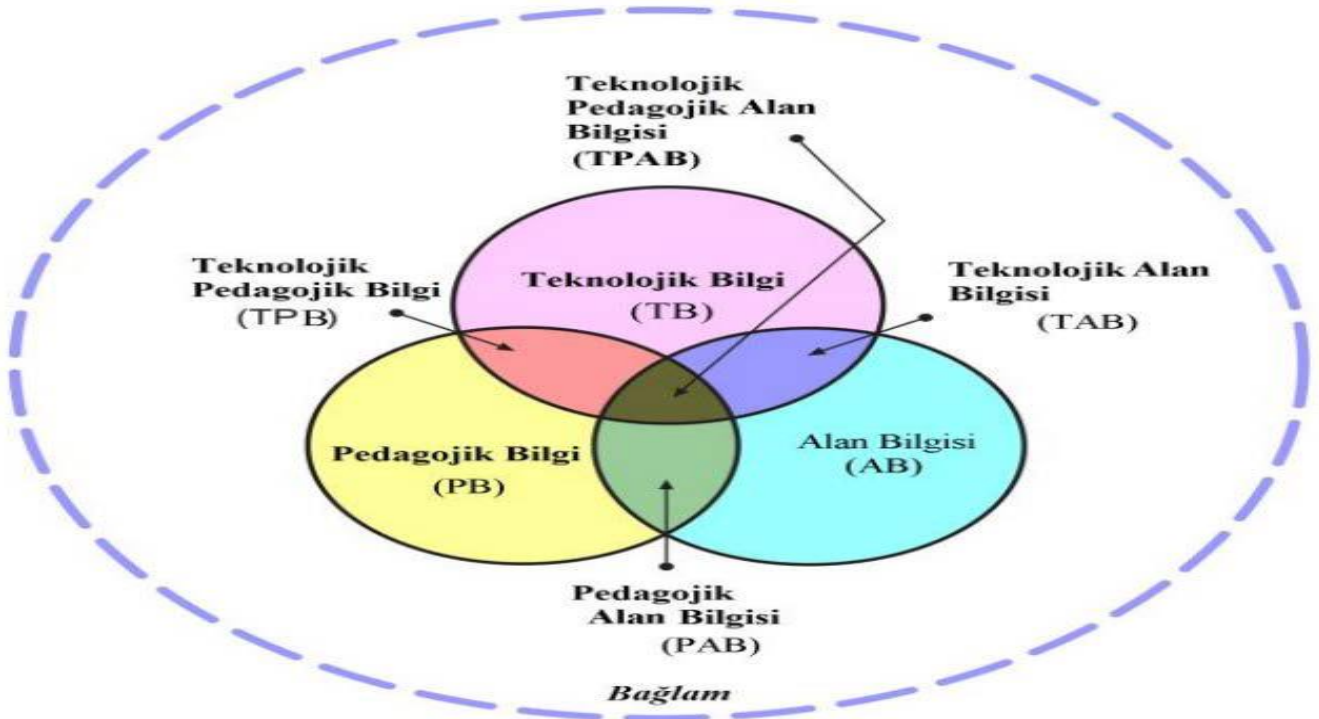 Teknolojik
Pedagojik Alan
Bilgisi
(TPAB)
Teknolojik
Pedagojik Bilgi
(TPB)
Teknolojik Bilgi
(TB)
Teknolojik Alan
Bilgisi
(TAB)
Pedagojik Bilgi
(PB)
Alan Bilgisi
(AB)
Pedagojik
Alan Bilgisi
(PAB)
Bağlam